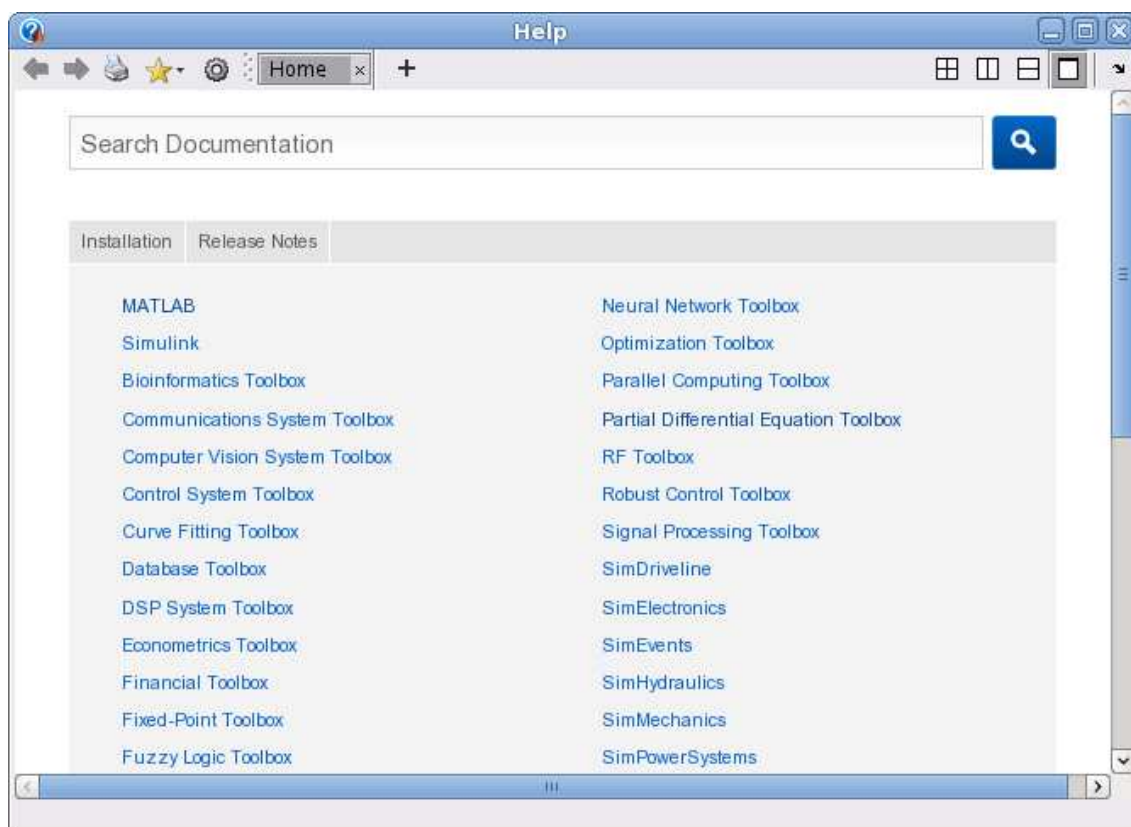 Help
Home
Search Documentation
Installation
Release Notes
MATLAB
Simulink
Bioinformatics Toolbox
Communications System Toolbox
Computer Vision System Toolbox
Control System Toolbox
Curve Fitting Toolbox
Database Toolbox
DSP System Toolbox
Econometrics Toolbox
Financial Toolbox
Fixed-Point Toolbox
Fuzzy Logic Toolbox
Neural Network Toolbox
Optimization Toolbox
Parallel Computing Toolbox
Partial Differential Equation Toolbox
RF Toolbox
Robust Control Toolbox
Signal Processing Toolbox
SimDriveline
SimElectronics
SimEvents
SimHydraulics
SimMechanics
SimPowerSystems